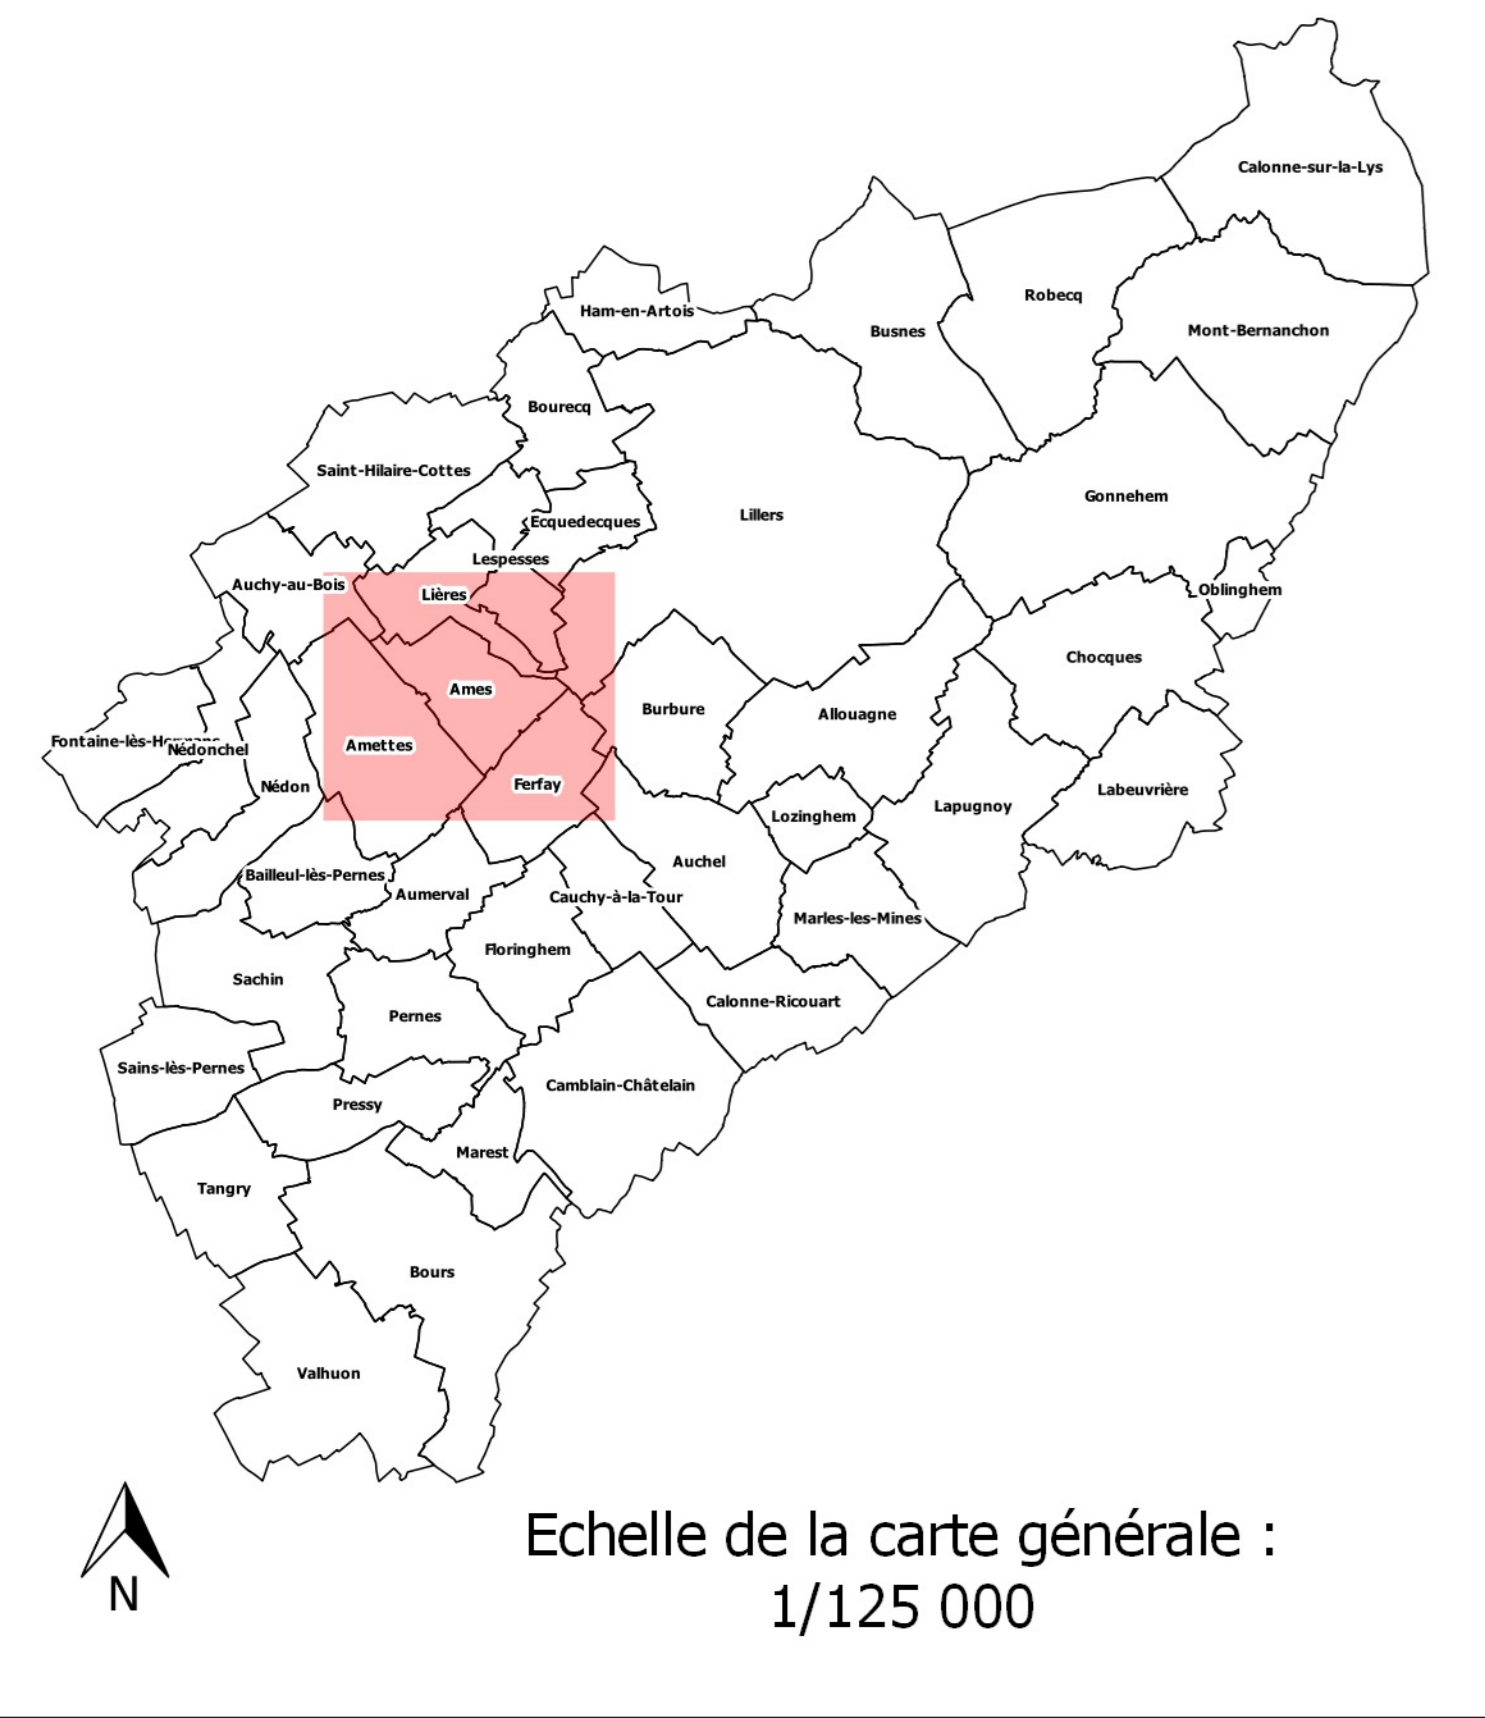 Calonne-sur-la-Lys
Robecq
Ham-en-Artois
Busnes
Mont-Bernanchon
Bourecq
Saint-Hilaire-Cottes
Gonnehem
Lillers
Ecquedecques
Lespesses
Auchy-au-Bois
Oblinghem
Lières
Chocques
Ames
Burbure
Allouagne
Fontaine-lès-Hermans
Amettes
Nédonchel
Ferfay
Nédon
Labeuvrière
Lapugnoy
Lozinghem
Auchel
Bailleul-lès-Pernes
Aumerval
Cauchy-à-la-Tour
Marles-les-Mines
Floringhem
Sachin
Calonne-Ricouart
Pernes
Sains-lès-Pernes
Camblain-Châtelain
Pressy
Marest
Tangry
Bours
Valhuon
Echelle de la carte générale :
1/125 000
N